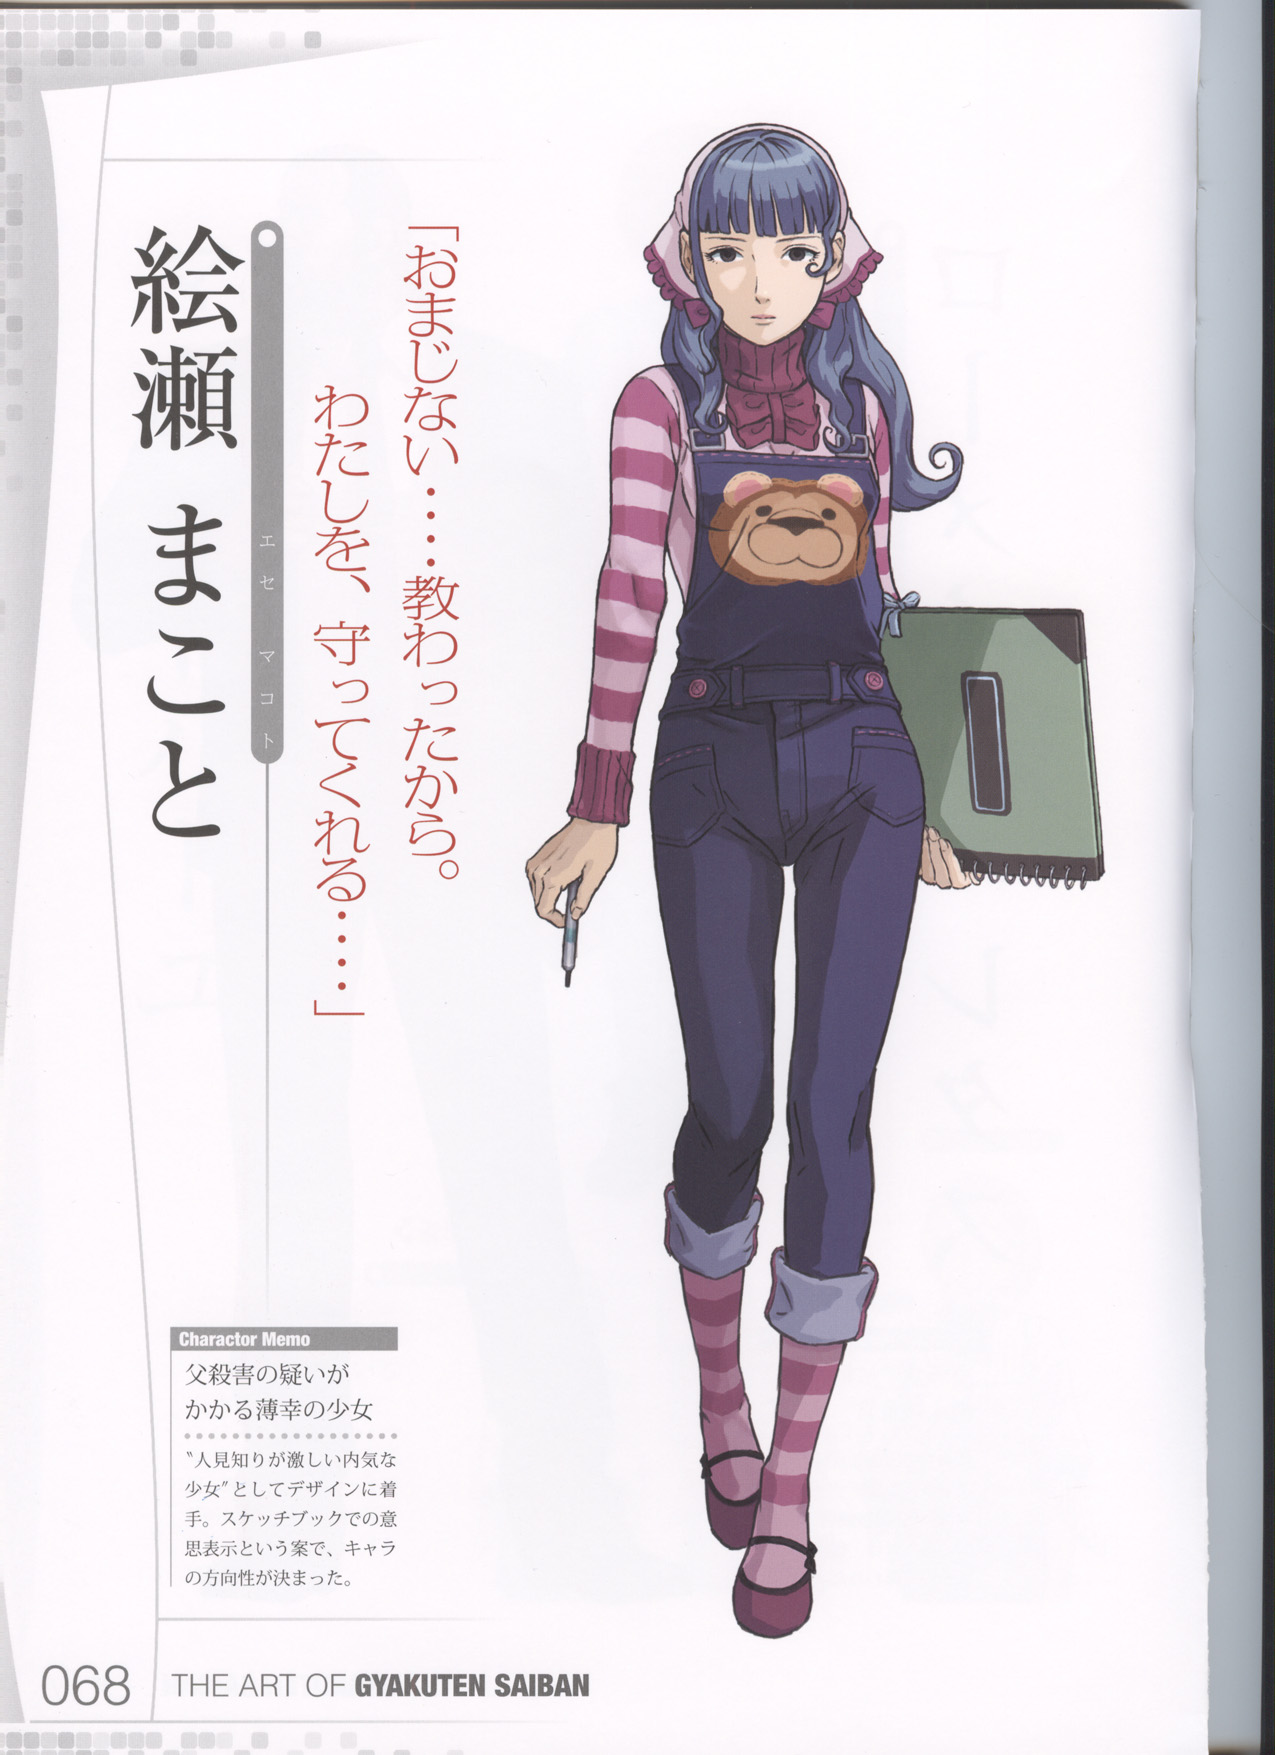 絵瀬 まこと
エセ マコト
「おまじない……教わったから。
わたしを、守ってくれる……」
Charactor Memo
父殺害の疑いが
かかる薄幸の少女
〝人見知りが激しい内気な
少女〟としてデザインに着
手。スケッチブックでの意
思表示という案で、キャラ
の方向性が決まった。
068 THE ART OF GYAKUTEN SAIBAN